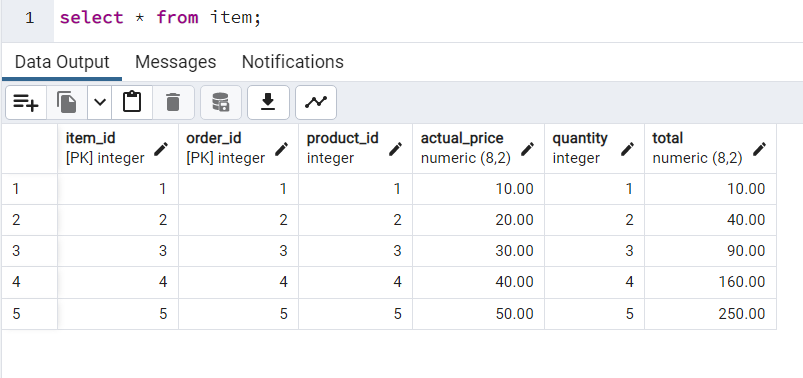 1 select * from item;
Data Output Messages Notifications
item_id order_id product_id actual_price quantity total
[PK] integer [PK] integer integer numeric (8,2) integer numeric (8,2)
1 1 1 1 10.00 1 10.00
2 2 2 2 20.00 2 40.00
3 3 3 3 30.00 3 90.00
4 4 4 4 40.00 4 160.00
5 5 5 5 50.00 5 250.00